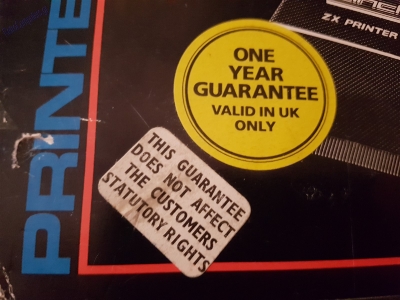 ZX PRINTER
ONE
YEAR
GUARANTEE
VALID IN UK
ONLY
THIS GUARANTEE
DOES NOT AFFECT
THE CUSTOMERS
STATUTORY RIGHTS
PRINTE